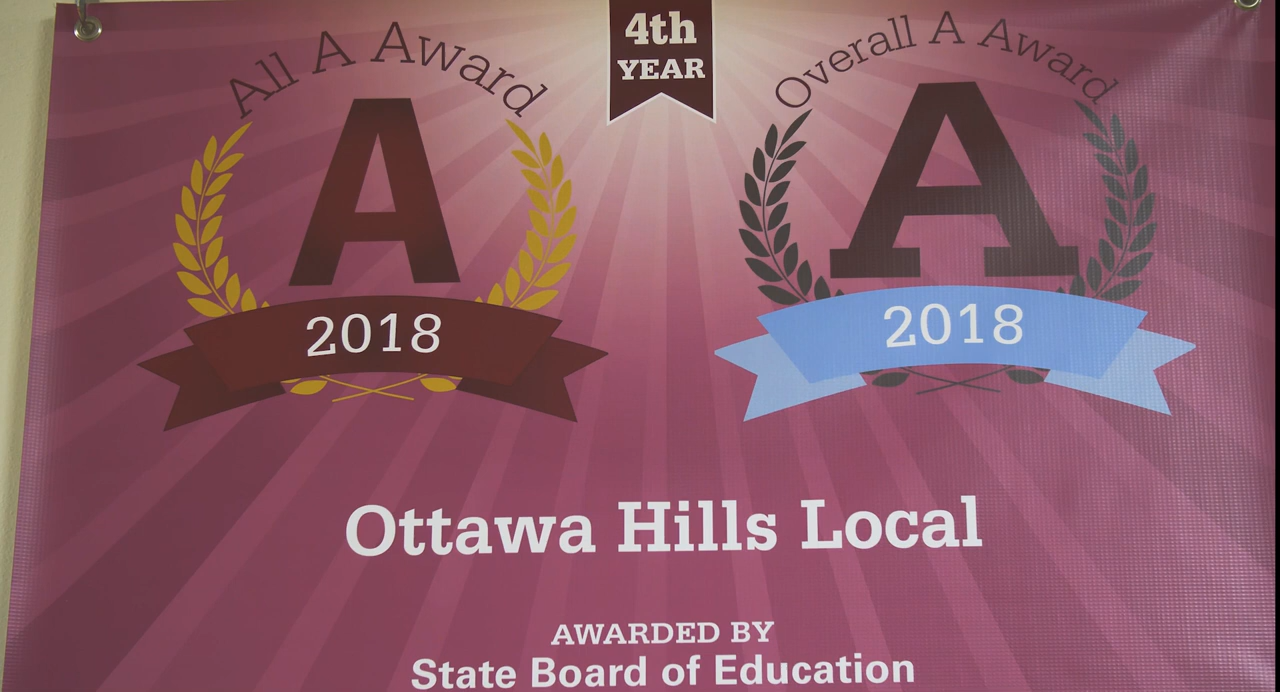 4th
YEAR
All A Award
A
2018
Overall A Award
A
2018
Ottawa Hills Local
AWARDED BY
State Board of Education